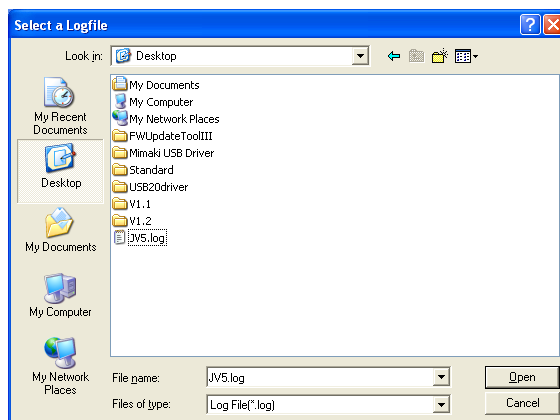 Select a Logfile
Look in: Desktop
My Recent
Documents
Desktop
My Documents
My Computer
My Network
Places
My Documents
My Computer
My Network Places
FWUpdateToolIII
Mimaki USB Driver
Standard
USB20driver
V1.1
V1.2
JV5.log
File name: JV5.log Open
Files of type: Log File(*.log) Cancel